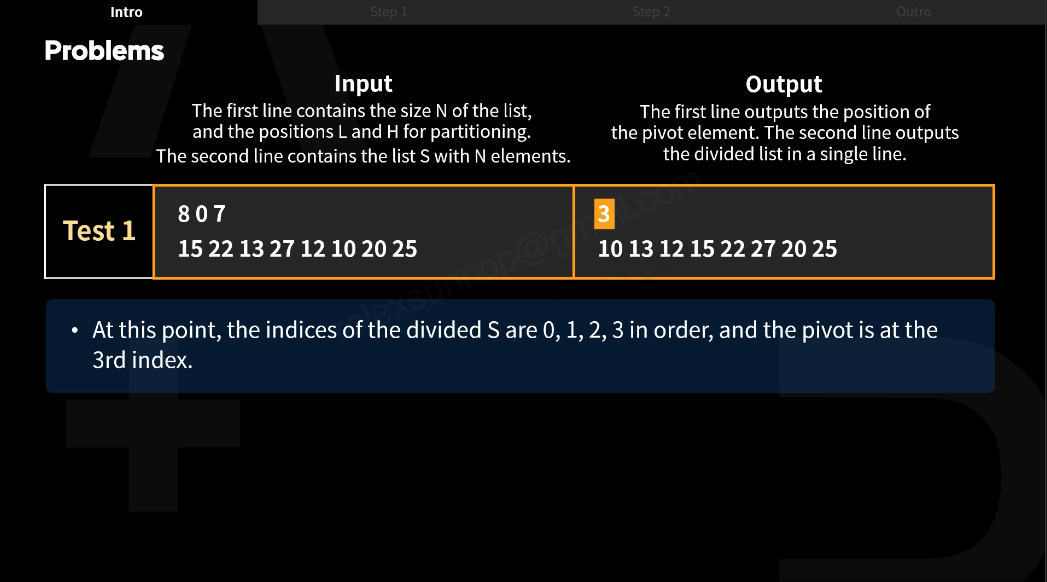 Intro
Step 1
Step 2
Outro
Problems
Input
The first line contains the size N of the list,
and the positions L and H for partitioning.
The second line contains the list S with N elements.
Output
The first line outputs the position of
the pivot element. The second line outputs
the divided list in a single line.
Test 1
8 0 7
15 22 13 27 12 10 20 25
3
10 13 12 15 22 27 20 25
• At this point, the indices of the divided S are 0, 1, 2, 3 in order, and the pivot is at the
3rd index.